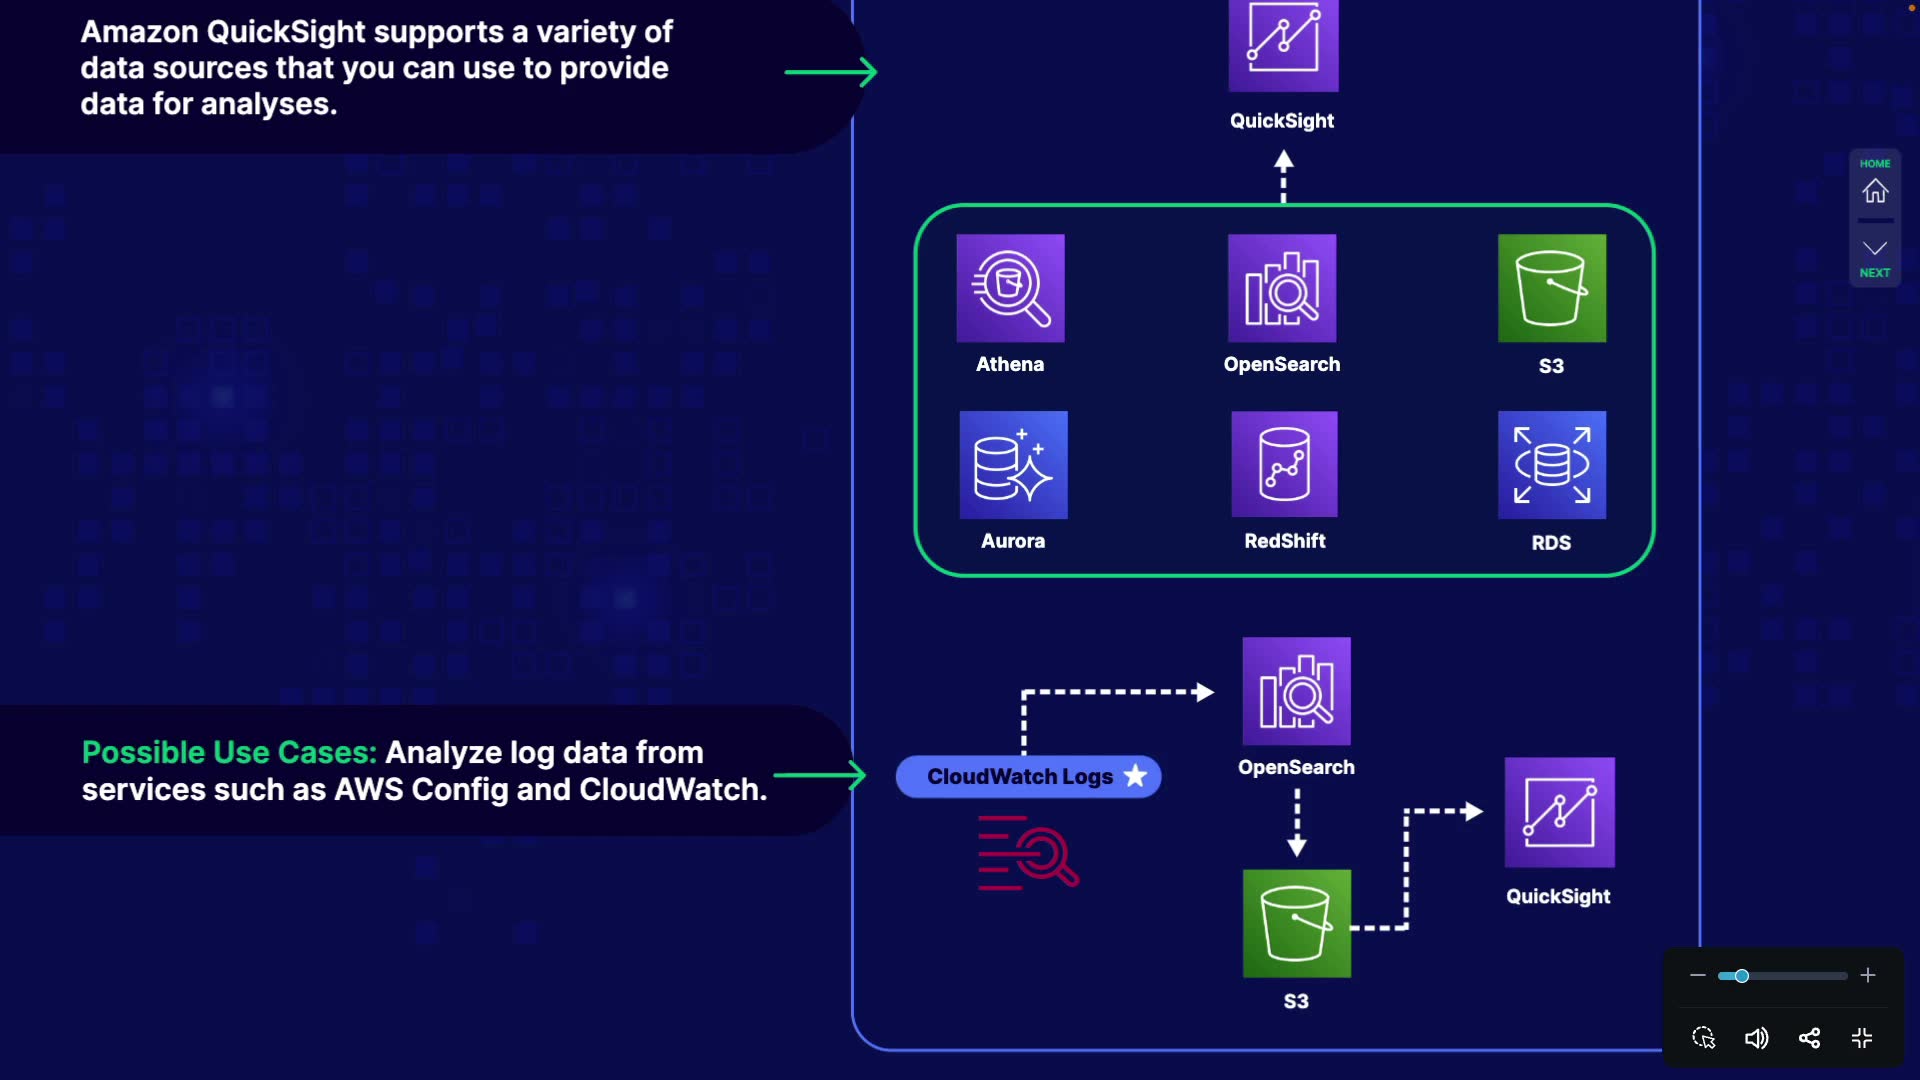 Amazon QuickSight supports a variety of
data sources that you can use to provide
data for analyses.
QuickSight
HOME
NEXT
Athena
OpenSearch
S3
Aurora
RedShift
RDS
Possible Use Cases: Analyze log data from
services such as AWS Config and CloudWatch.
CloudWatch Logs
OpenSearch
QuickSight
S3